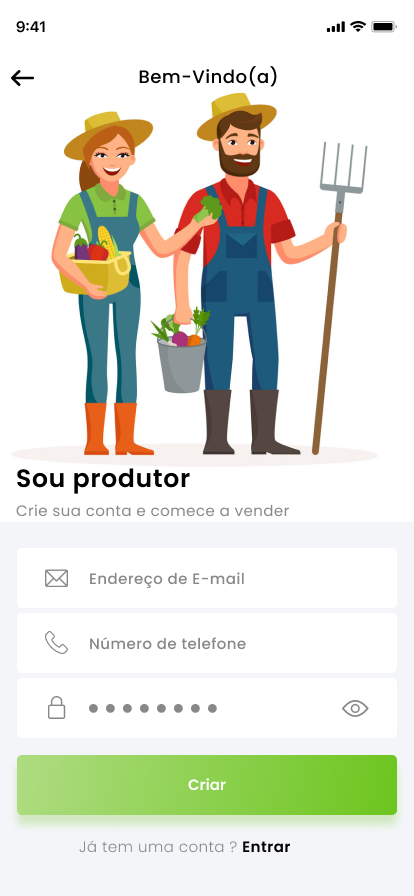 9:41
Bem-Vindo(a)
Sou produtor
Crie sua conta e comece a vender
Endereço de E-mail
Número de telefone
Criar
Já tem uma conta ? Entrar